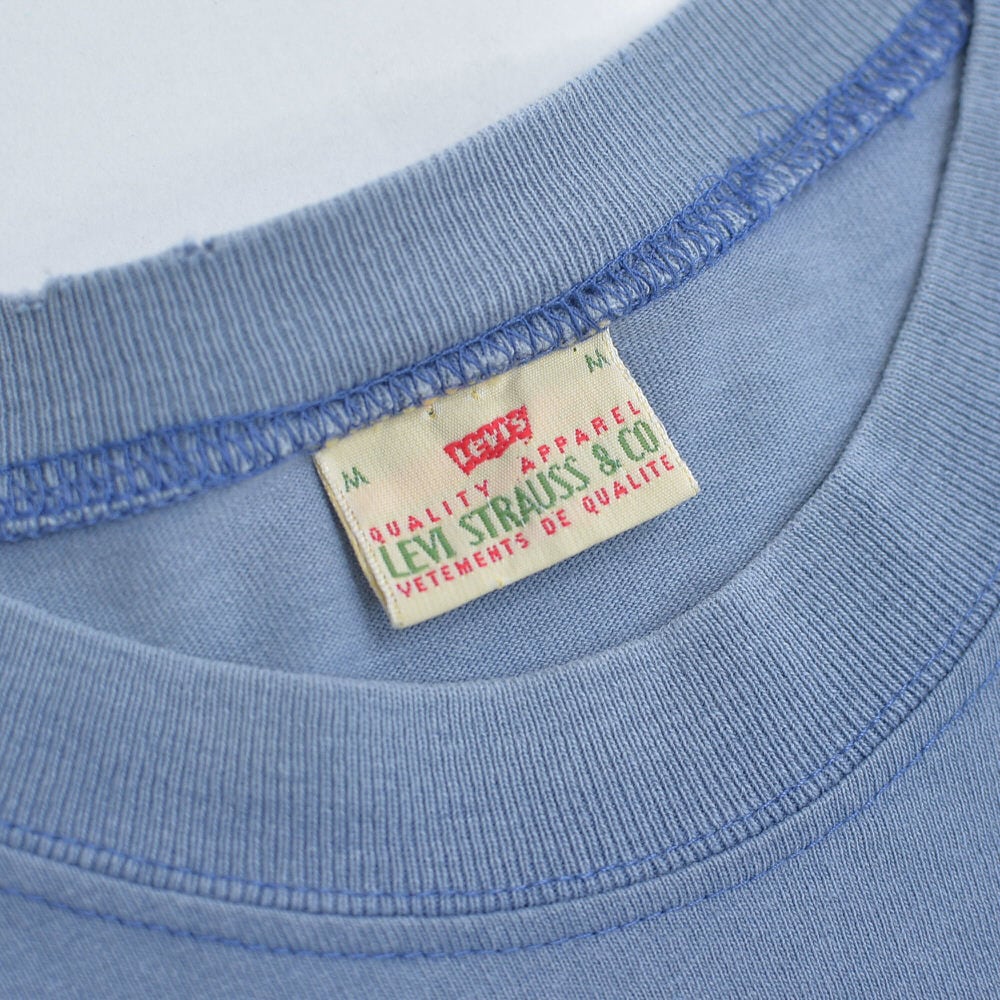 M
M
LEVI'S
QUALITY APPAREL
LEVI STRAUSS & CO
VETEMENTS DE QUALITE